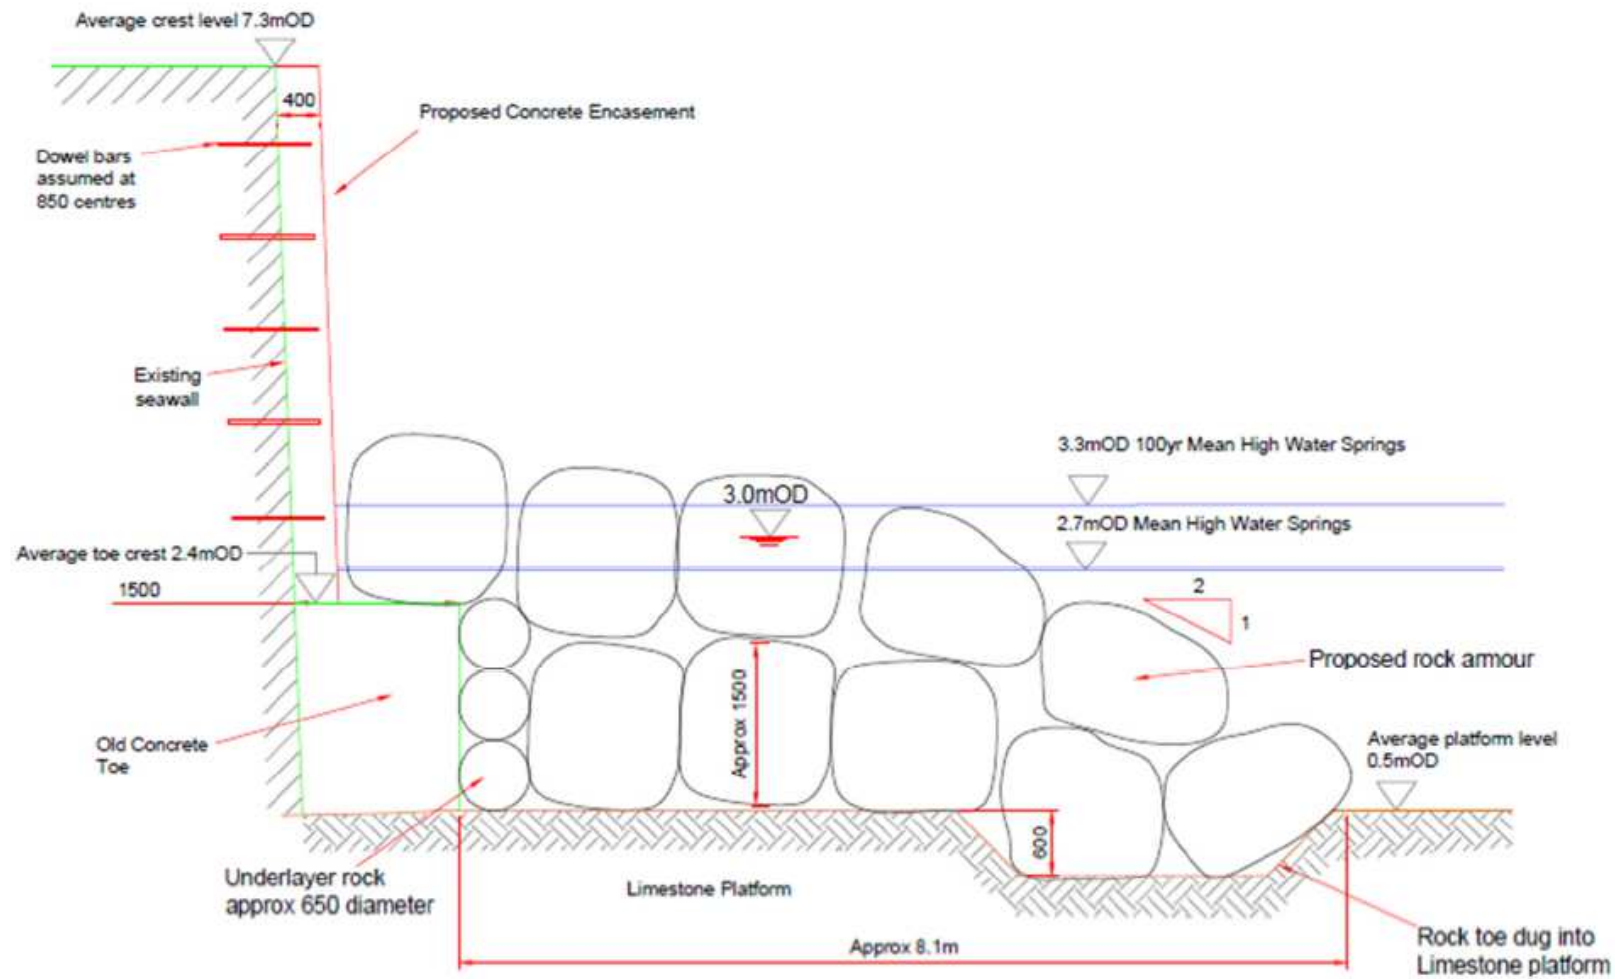 Average crest level 7.3mOD
400
Proposed Concrete Encasement
Dowel bars
assumed at
850 centres
Existing
seawall
3.3mOD 100yr Mean High Water Springs
3.0mOD
2.7mOD Mean High Water Springs
Average toe crest 2.4mOD
1500
2
1
Proposed rock armour
Approx 1500
Old Concrete
Toe
Average platform level
0.5mOD
600
Underlayer rock
approx 650 diameter
Limestone Platform
Approx 8.1m
Rock toe dug into
Limestone platform